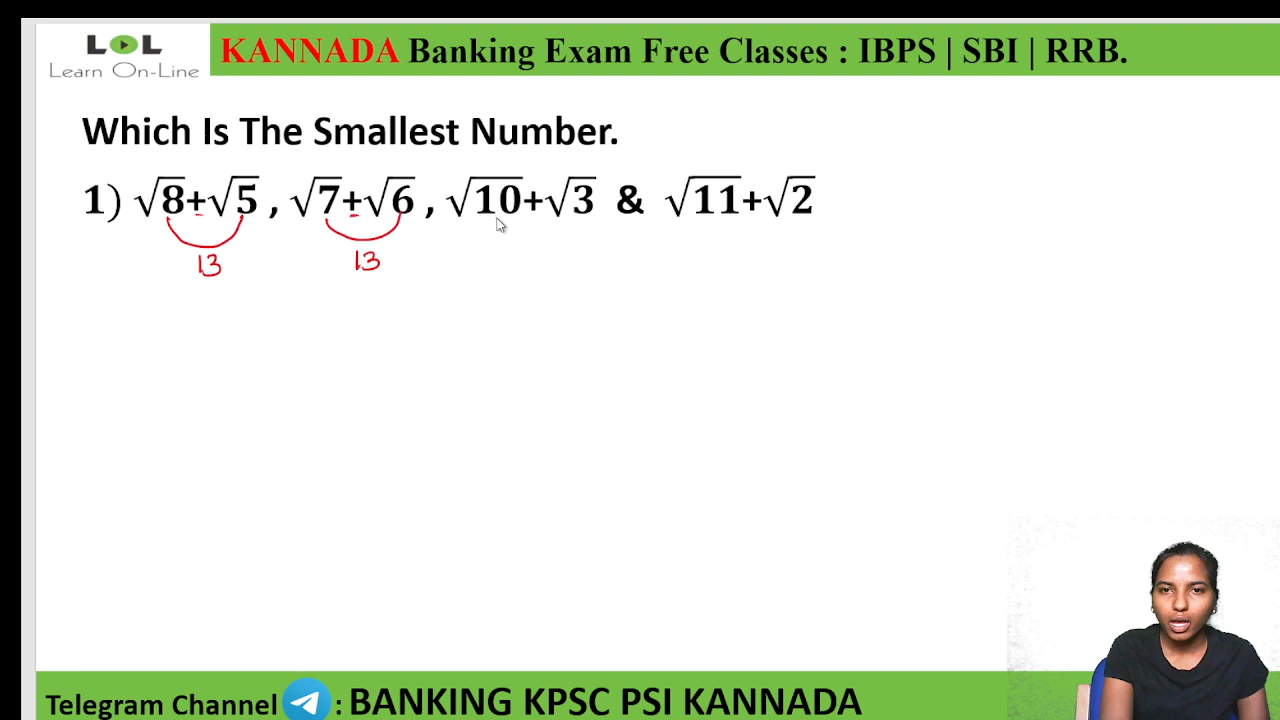 LOL
Learn On-Line
KANNADA Banking Exam Free Classes : IBPS | SBI | RRB.
Which Is The Smallest Number.
1) √8+√5 , √7+√6 , √10+√3 & √11+√2
13 13
Telegram Channel : BANKING KPSC PSI KANNADA